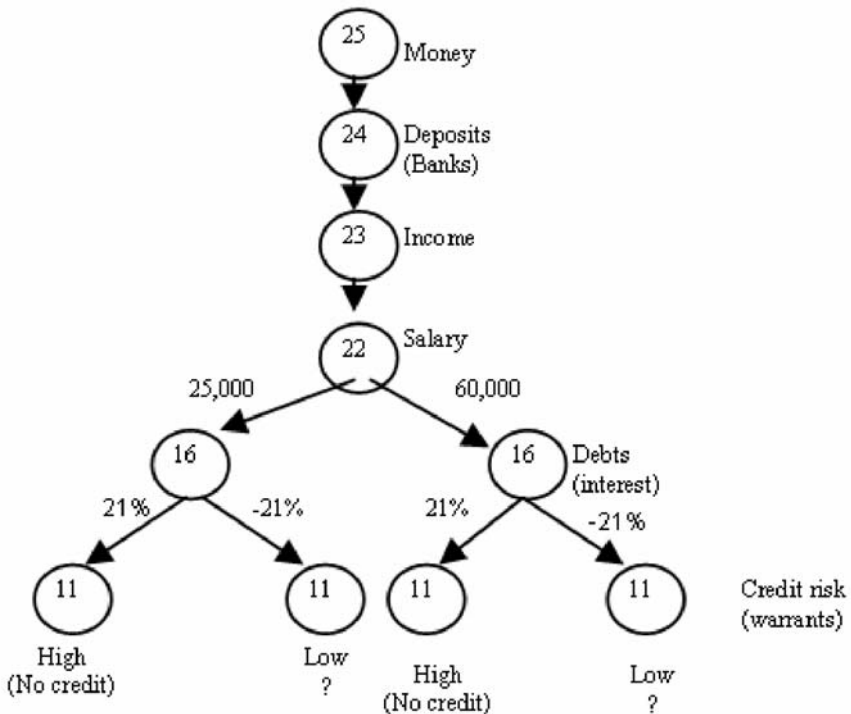 25
Money
24
Deposits
(Banks)
23
Income
22
Salary
25,000
60,000
16
16
Debts
(interest)
21%
-21%
21%
-21%
11
11
11
11
Credit risk
(warrants)
High
(No credit)
Low
?
High
(No credit)
Low
?